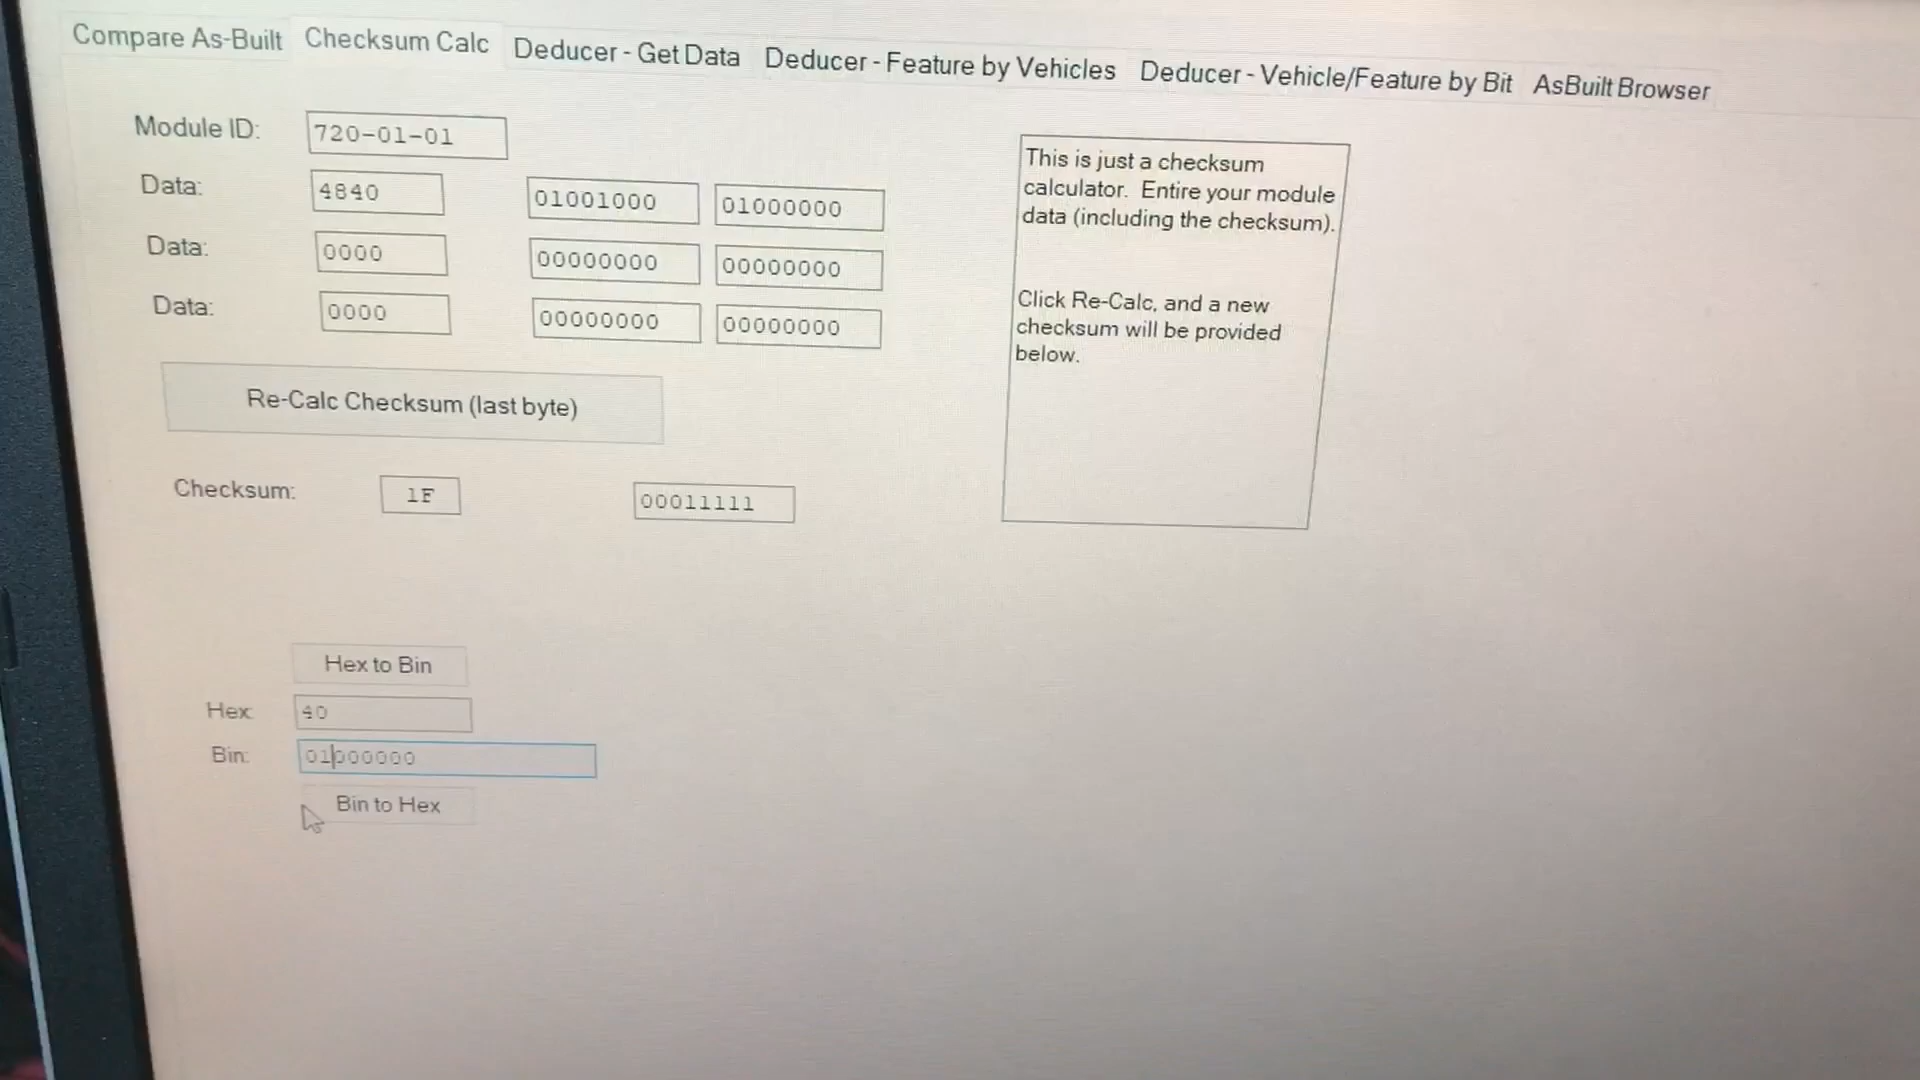 Compare As-Built Checksum Calc Deducer - Get Data Deducer - Feature by Vehicles Deducer - Vehicle/Feature by Bit AsBuilt Browser
Module ID: 720-01-01
Data: 4840 01001000 01000000
Data: 0000 00000000 00000000
Data: 0000 00000000 00000000
Re-Calc Checksum (last byte)
Checksum: 1F 00011111
This is just a checksum
calculator. Entire your module
data (including the checksum).
Click Re-Calc, and a new
checksum will be provided
below.
Hex to Bin
Hex: 40
Bin: 01000000
Bin to Hex